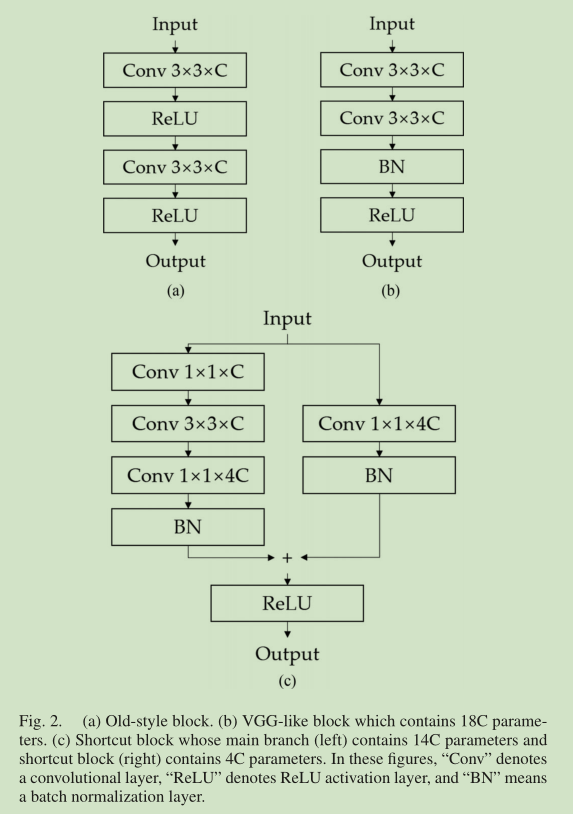 Input
Conv 3×3×C
ReLU
Conv 3×3×C
ReLU
Output
(a)
Input
Conv 3×3×C
Conv 3×3×C
BN
ReLU
Output
(b)
Input
Conv 1×1×C
Conv 3×3×C
Conv 1×1×4C
BN
Conv 1×1×4C
BN
+
ReLU
Output
(c)
Fig. 2. (a) Old-style block. (b) VGG-like block which contains 18C parame-
ters. (c) Shortcut block whose main branch (left) contains 14C parameters and
shortcut block (right) contains 4C parameters. In these figures, “Conv” denotes
a convolutional layer, “ReLU” denotes ReLU activation layer, and “BN” means
a batch normalization layer.